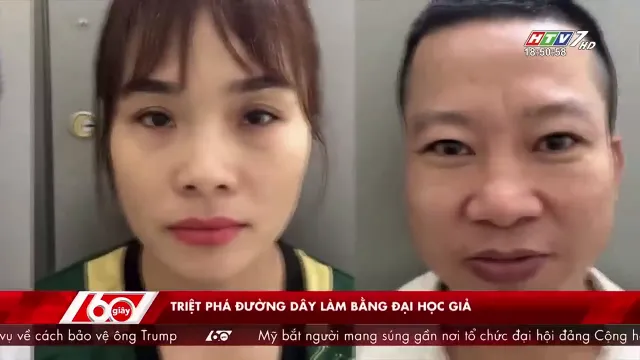 HTV7 HD
18:50:58
60 giây
TRIỆT PHÁ ĐƯỜNG DÂY LÀM BẰNG ĐẠI HỌC GIẢ
vụ về cách bảo vệ ông Trump 60 Mỹ bắt người mang súng gần nơi tổ chức đại hội đảng Cộng h